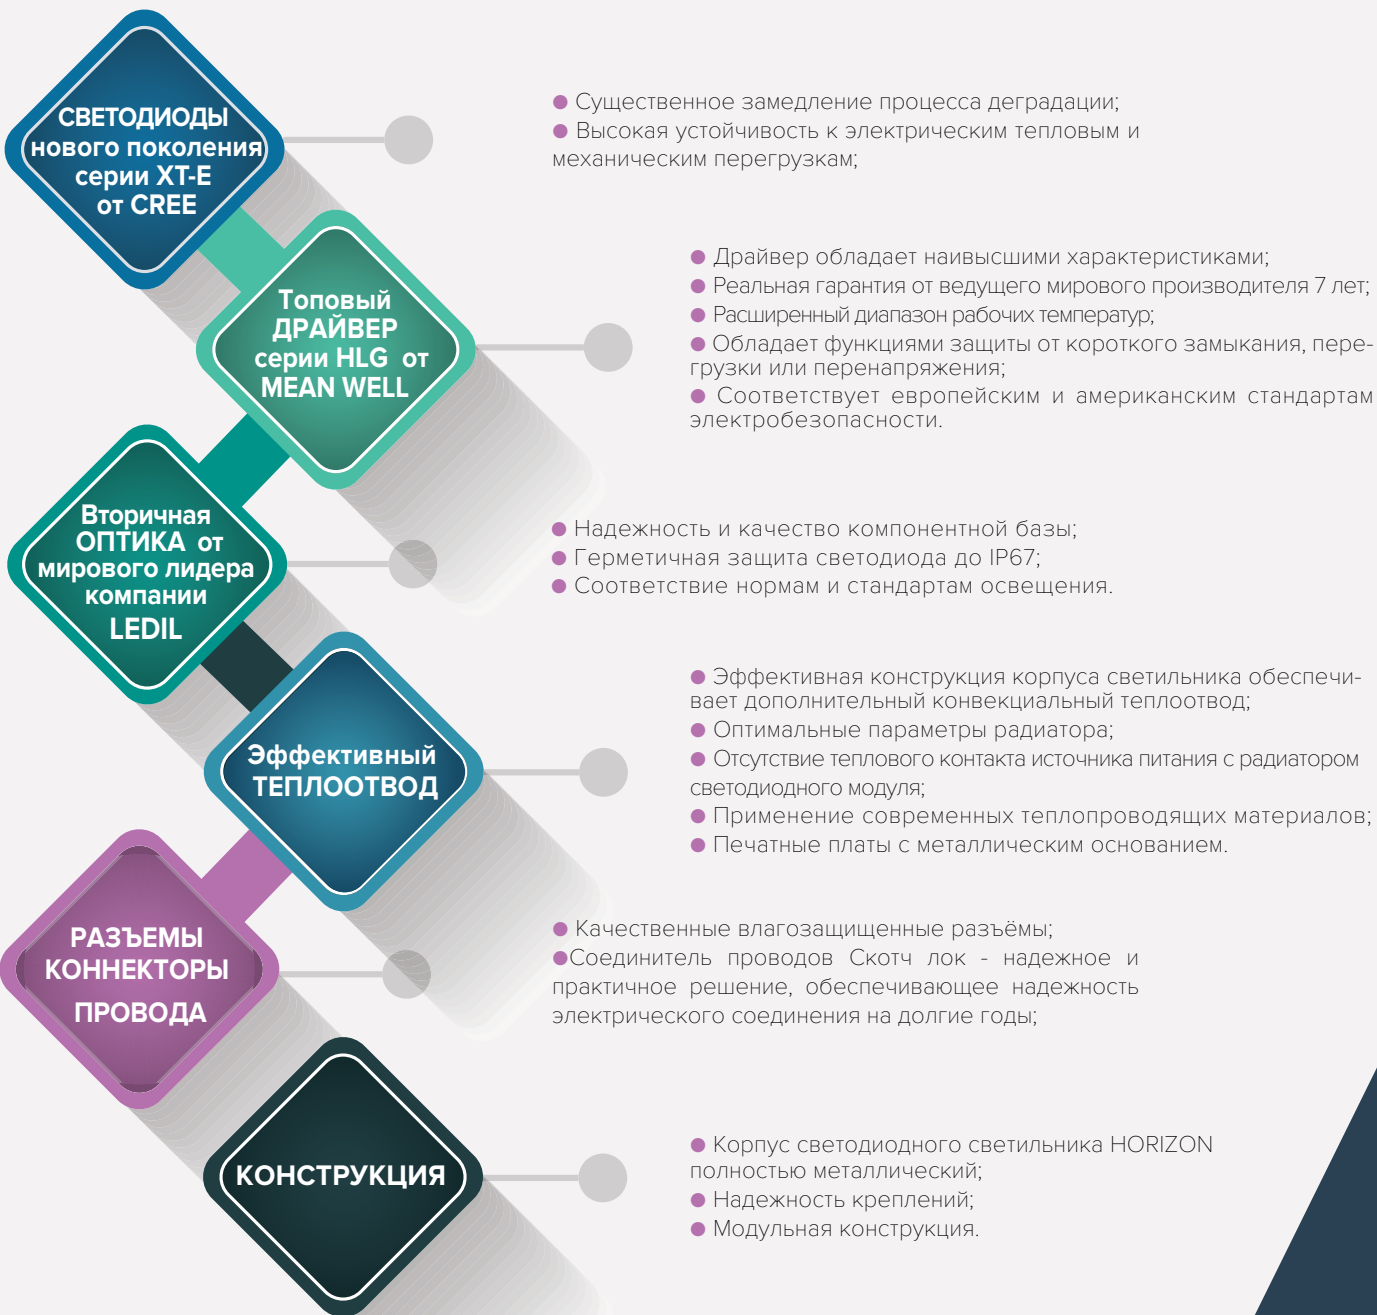 СВЕТОДИОДЫ
нового поколения
серии XT-E
от CREE
● Существенное замедление процесса деградации;
● Высокая устойчивость к электрическим тепловым и
механическим перегрузкам;
Топовый
ДРАЙВЕР
серии HLG от
MEAN WELL
● Драйвер обладает наивысшими характеристиками;
● Реальная гарантия от ведущего мирового производителя 7 лет;
● Расширенный диапазон рабочих температур;
● Обладает функциями защиты от короткого замыкания, пере-
грузки или перенапряжения;
● Соответствует европейским и американским стандартам
электробезопасности.
Вторичная
ОПТИКА от
мирового лидера
компании
LEDIL
● Надежность и качество компонентной базы;
● Герметичная защита светодиода до IP67;
● Соответствие нормам и стандартам освещения.
Эффективный
ТЕПЛООТВОД
● Эффективная конструкция корпуса светильника обеспечи-
вает дополнительный конвекциальный теплоотвод;
● Оптимальные параметры радиатора;
● Отсутствие теплового контакта источника питания с радиатором
светодиодного модуля;
● Применение современных теплопроводящих материалов;
● Печатные платы с металлическим основанием.
РАЗЪЕМЫ
КОННЕКТОРЫ
ПРОВОДА
● Качественные влагозащищенные разъёмы;
●Соединитель проводов Скотч лок - надежное и
практичное решение, обеспечивающее надежность
электрического соединения на долгие годы;
КОНСТРУКЦИЯ
● Корпус светодиодного светильника HORIZON
полностью металлический;
● Надежность креплений;
● Модульная конструкция.